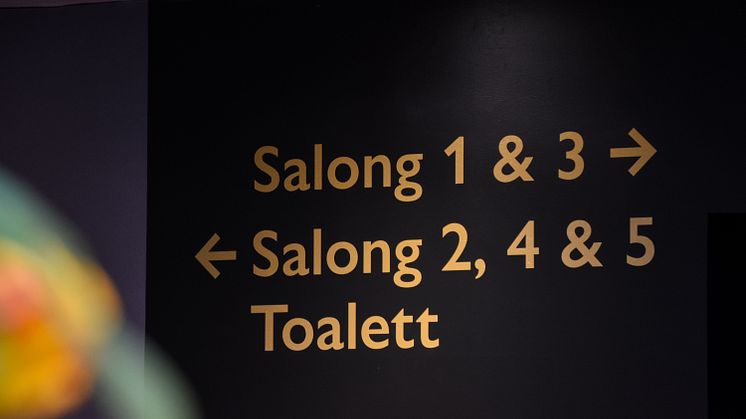 Salong 1 & 3 →
← Salong 2, 4 & 5
Toalett